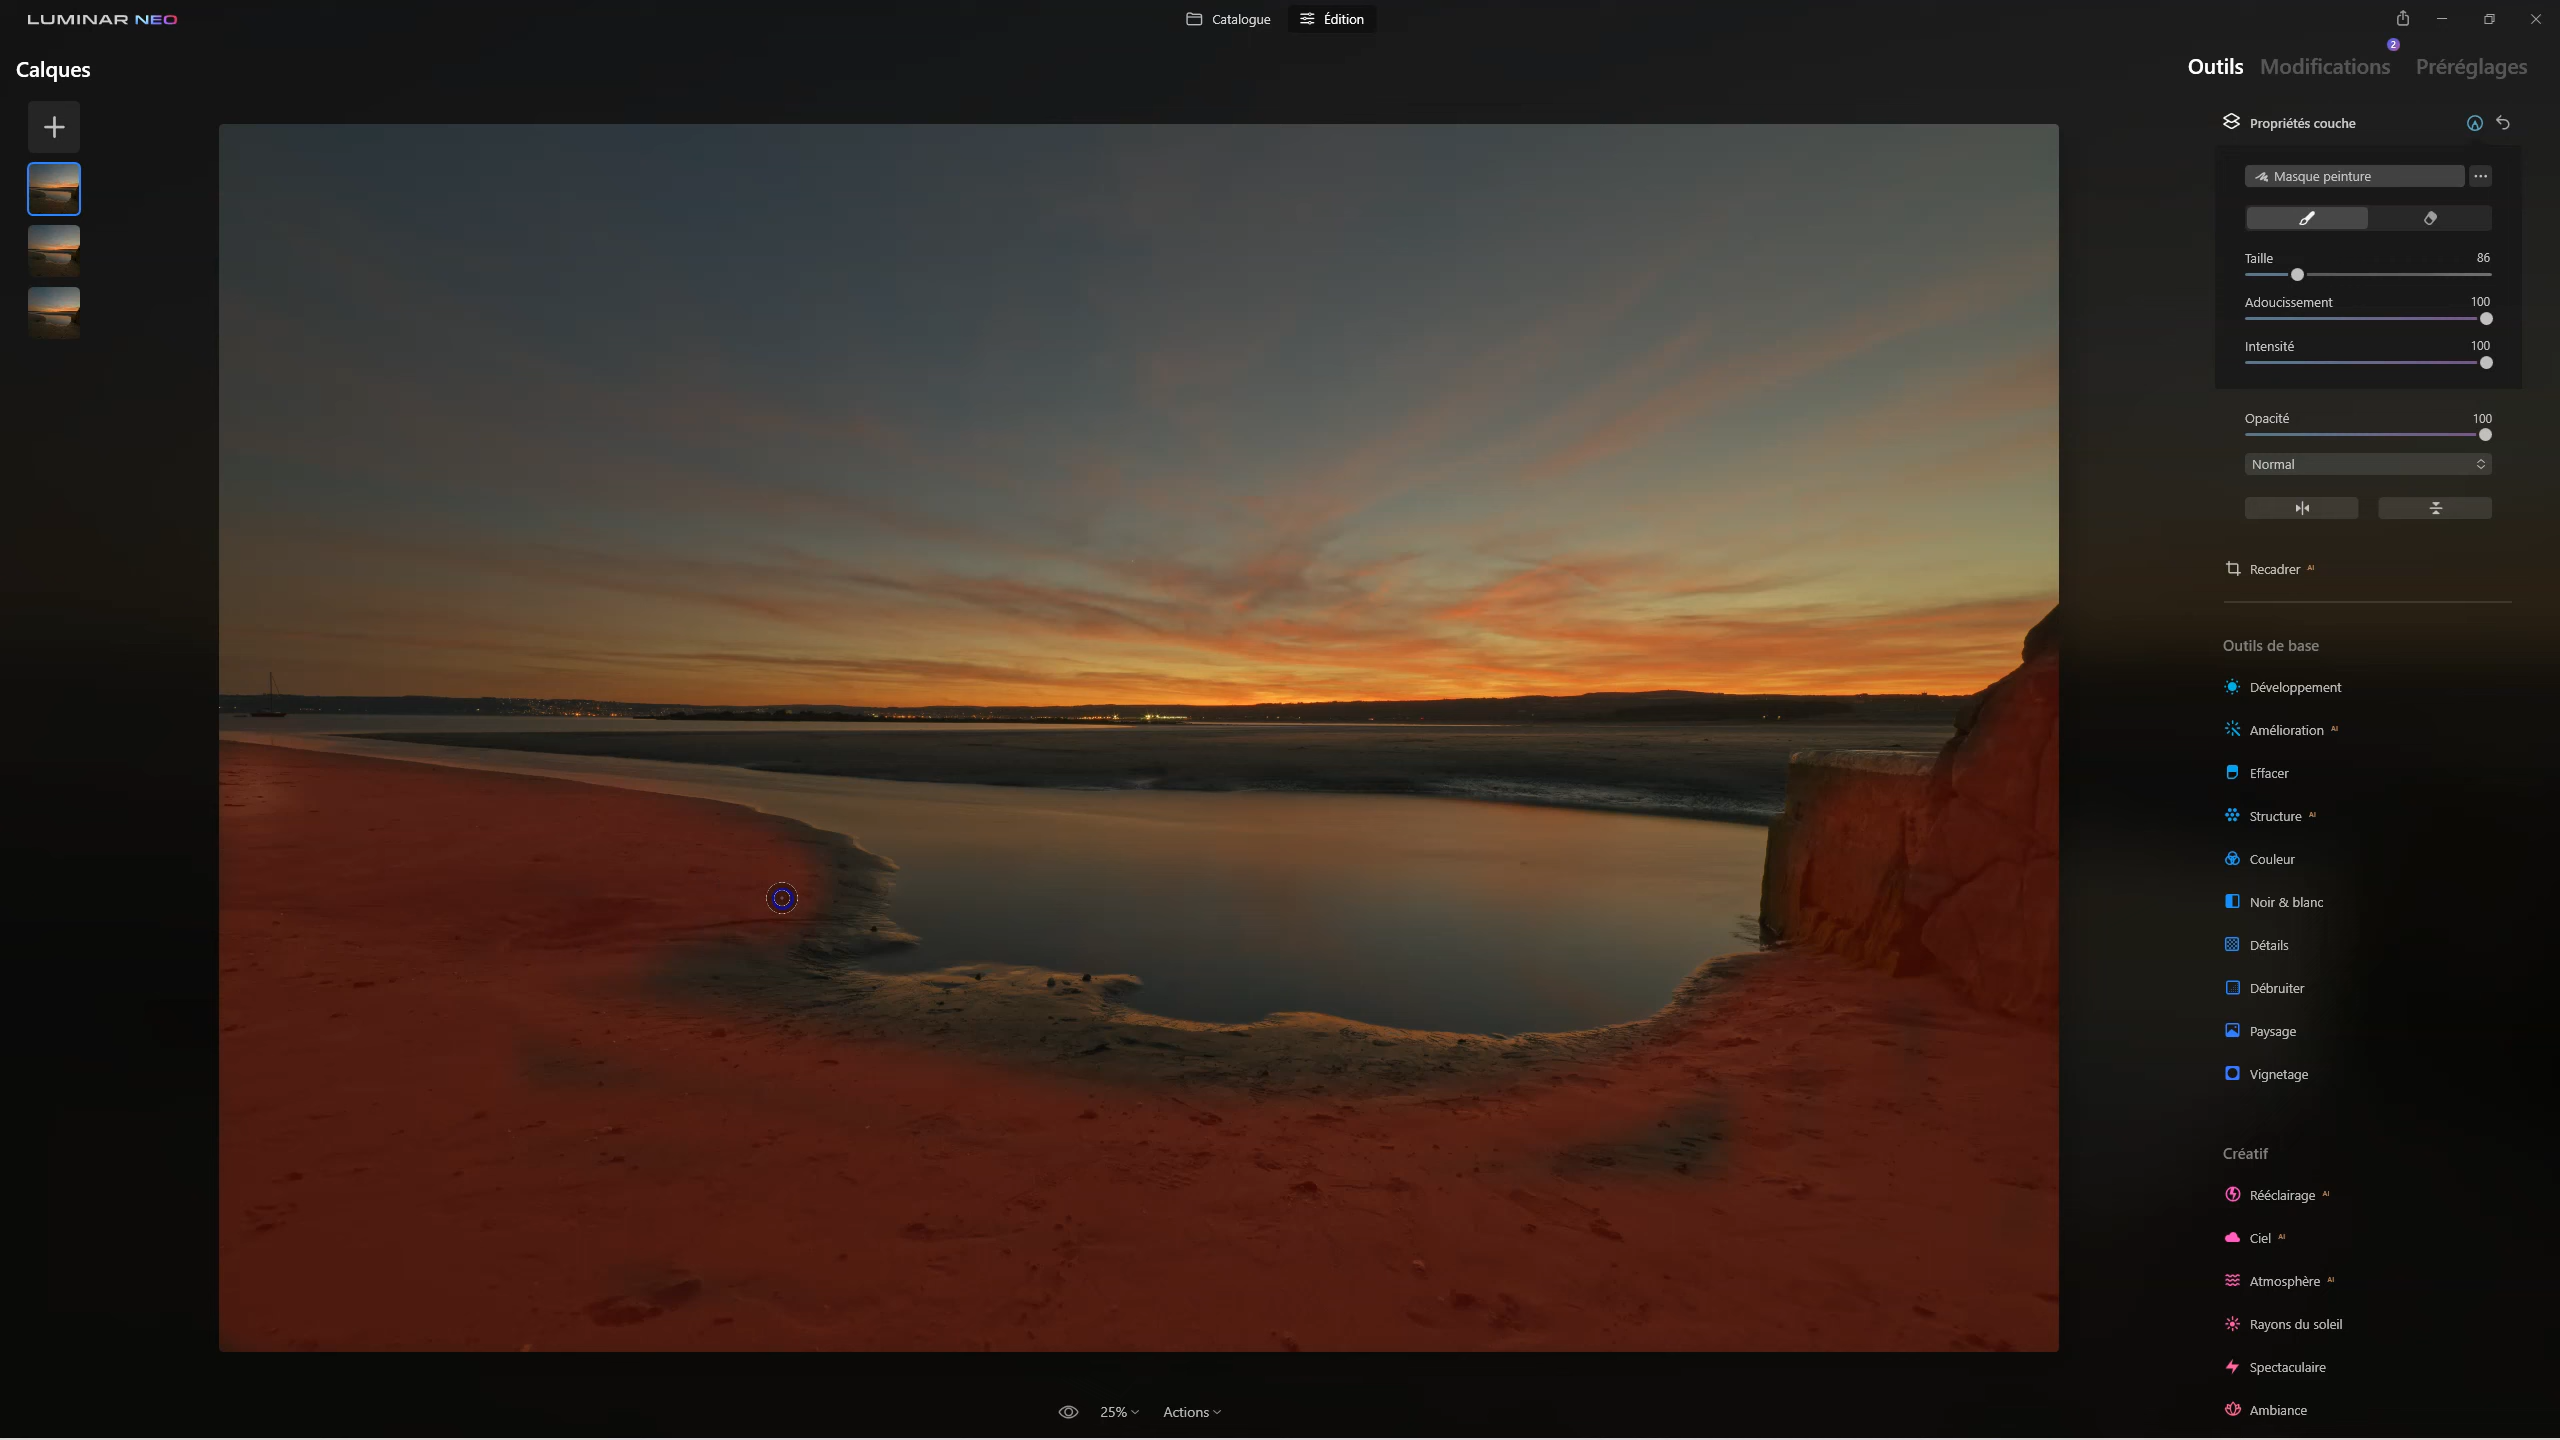 LUMINAR NEO
Catalogue
Édition
2
Calques
Outils
Modifications
Préréglages
Propriétés couche
Masque peinture
Taille
86
Adoucissement
100
Intensité
100
Opacité
100
Normal
Recadrer AI
Outils de base
Développement
Amélioration AI
Effacer
Structure AI
Couleur
Noir & blanc
Détails
Débruiter
Paysage
Vignetage
Créatif
Rééclairage AI
Ciel AI
Atmosphère AI
Rayons du soleil
Spectaculaire
Ambiance
25%
Actions